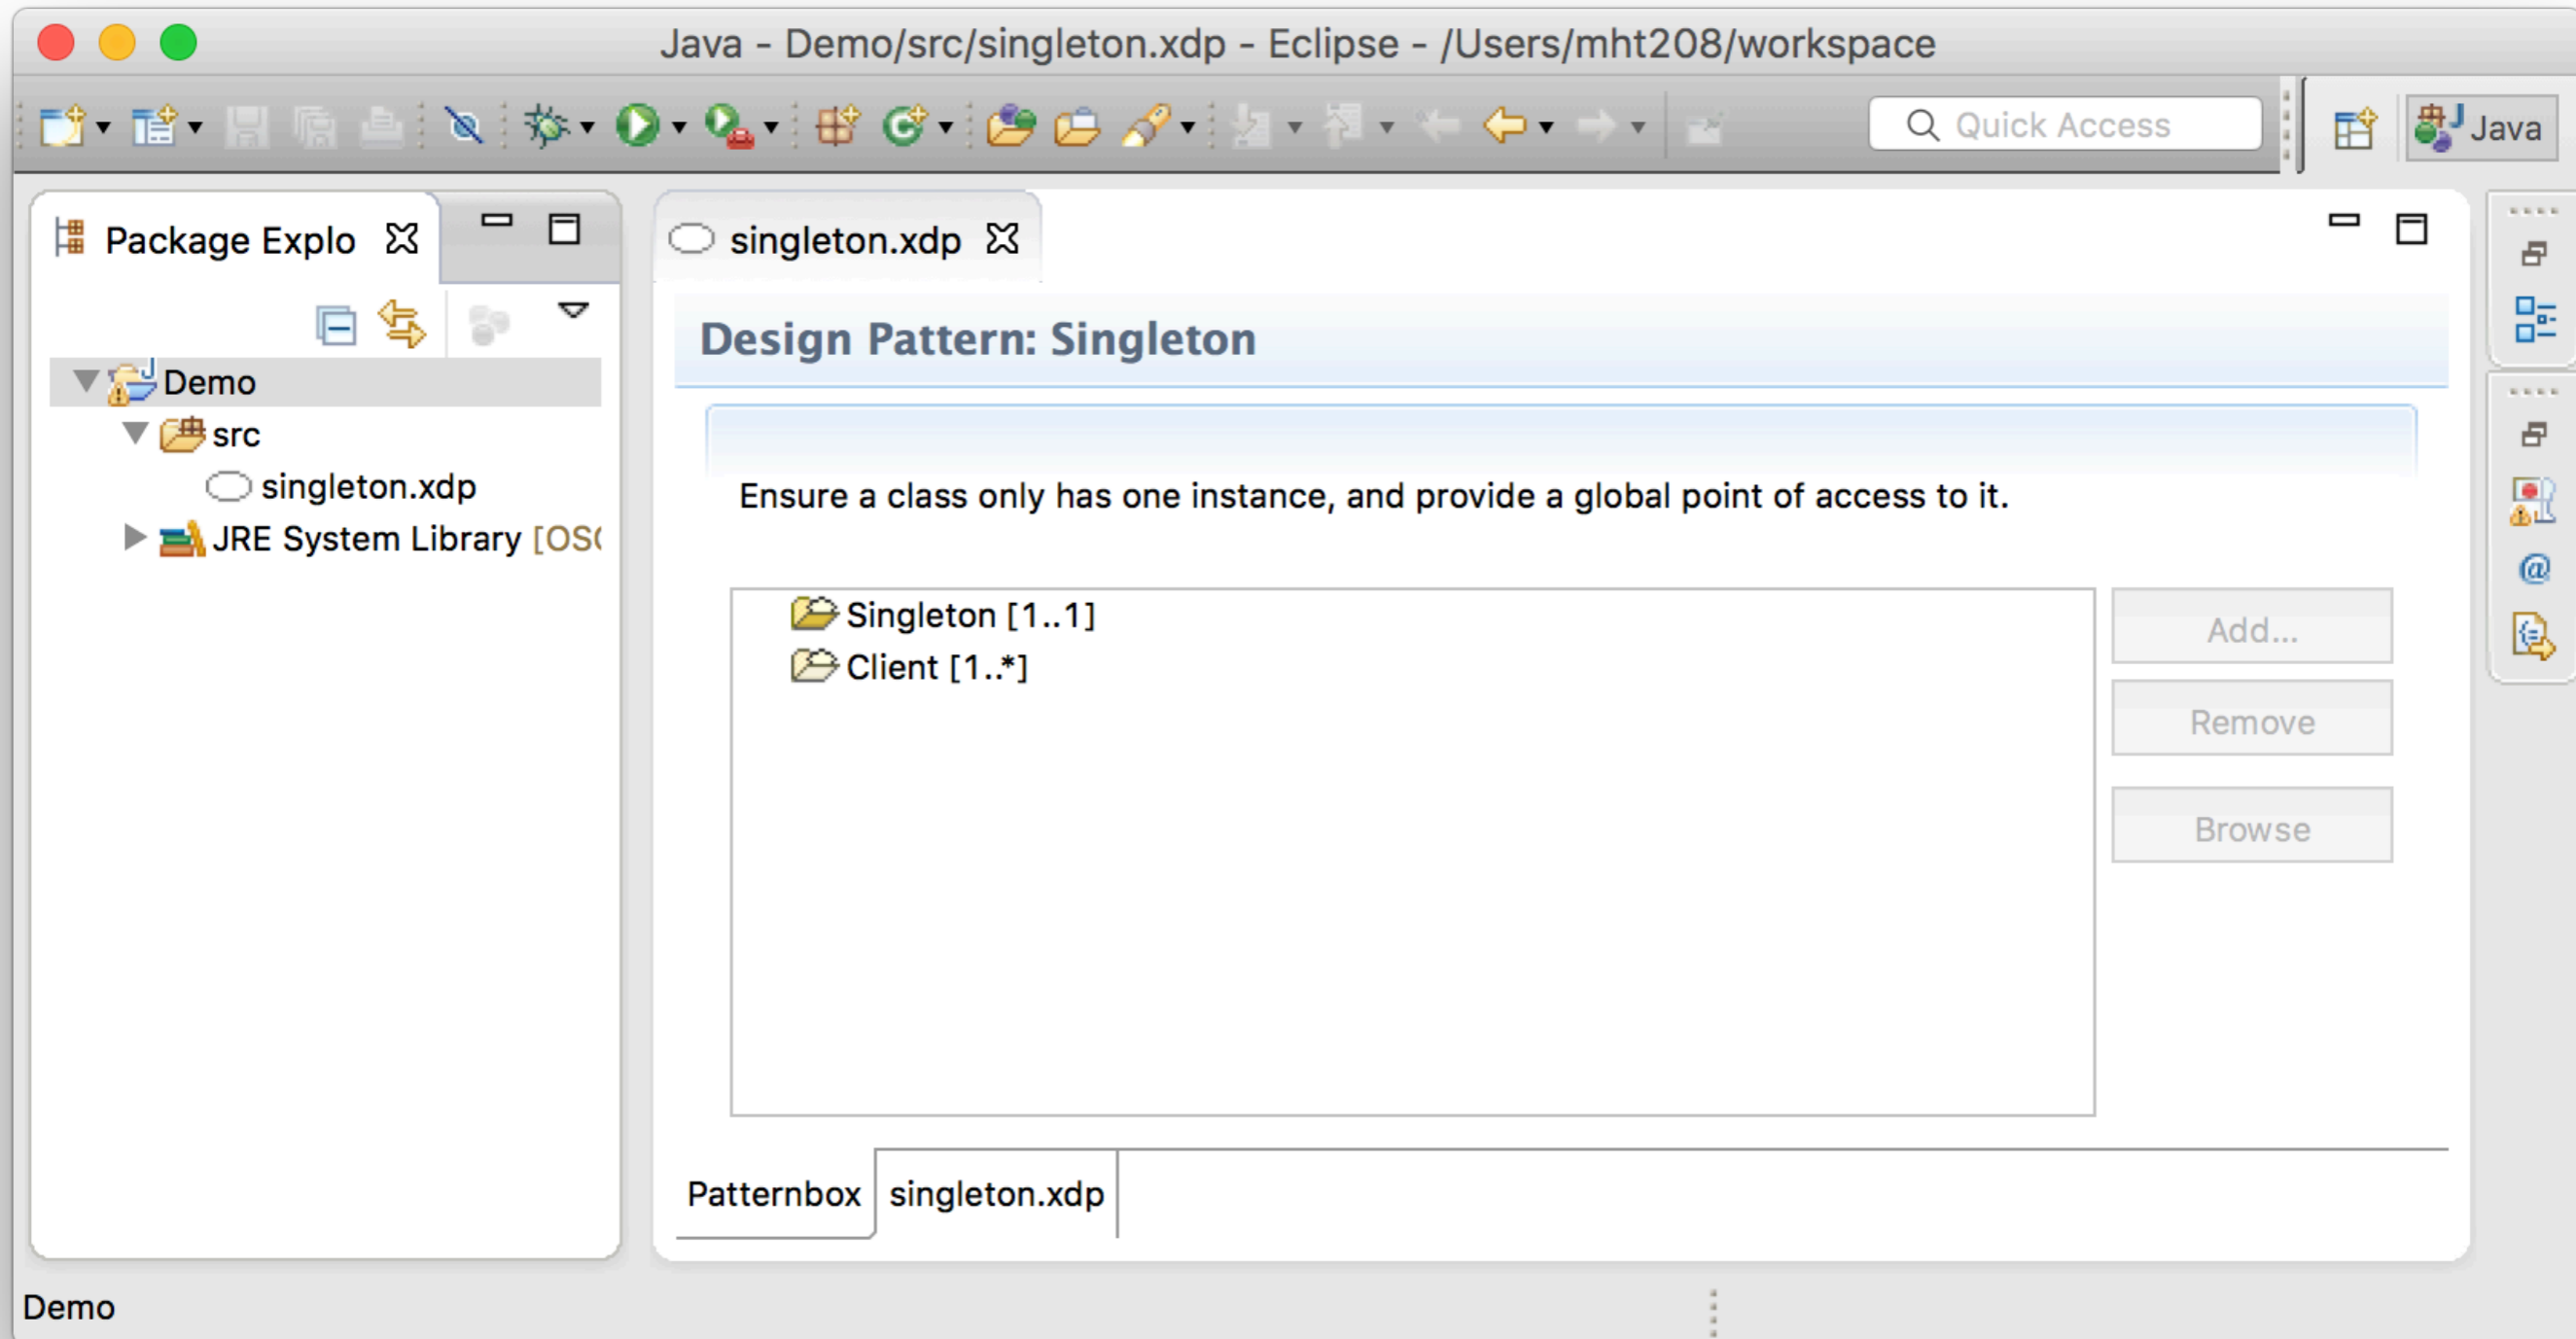 Java - Demo/src/singleton.xdp - Eclipse - /Users/mht208/workspace
Quick Access
Java
Package Explo
Demo
src
singleton.xdp
JRE System Library [OS
singleton.xdp
Design Pattern: Singleton
Ensure a class only has one instance, and provide a global point of access to it.
Singleton [1..1]
Client [1..*]
Add...
Remove
Browse
Patternbox
singleton.xdp
Demo